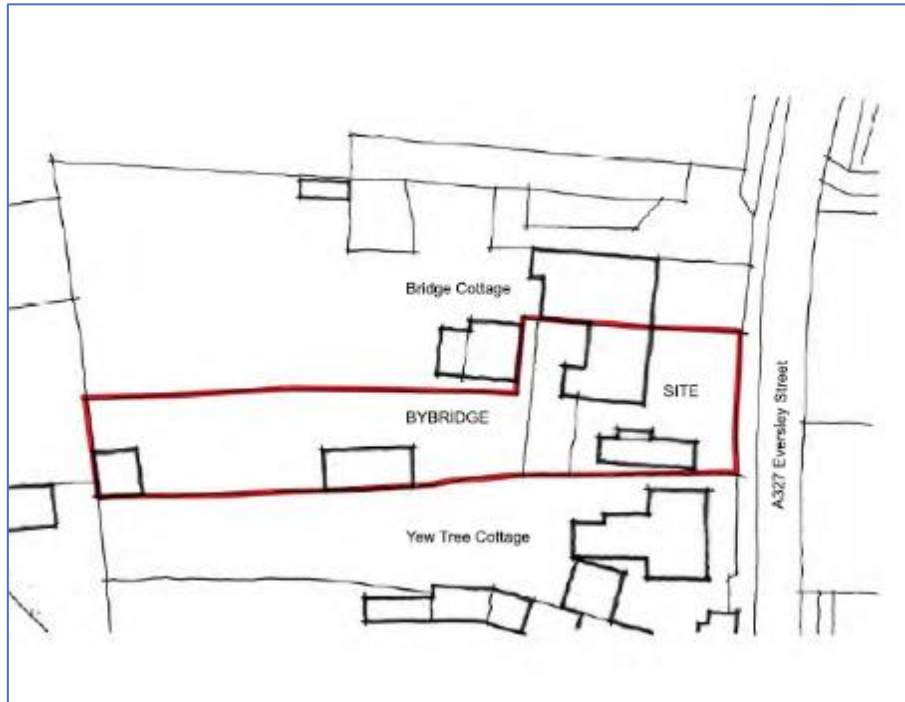 Bridge Cottage
SITE
BYBRIDGE
A327 Eversley Street
Yew Tree Cottage